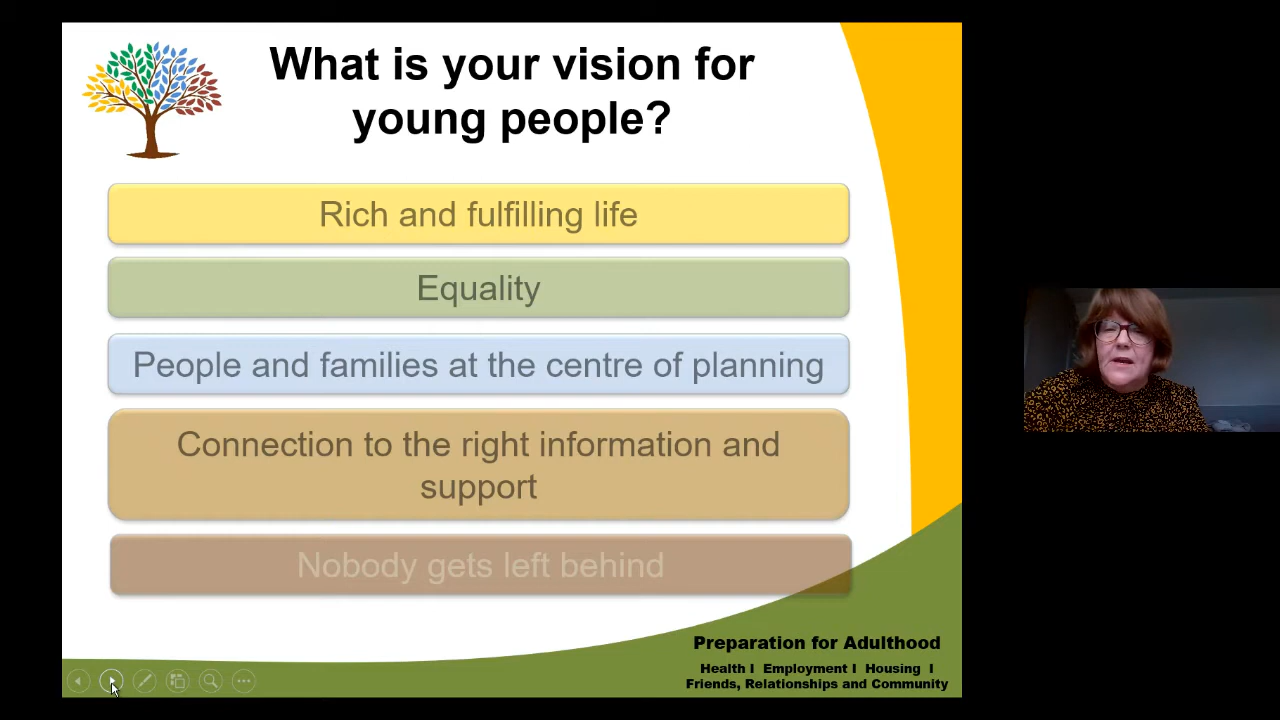 What is your vision for
young people?
Rich and fulfilling life
Equality
People and families at the centre of planning
Connection to the right information and
support
Nobody gets left behind
Preparation for Adulthood
Health I Employment I Housing I
Friends, Relationships and Community